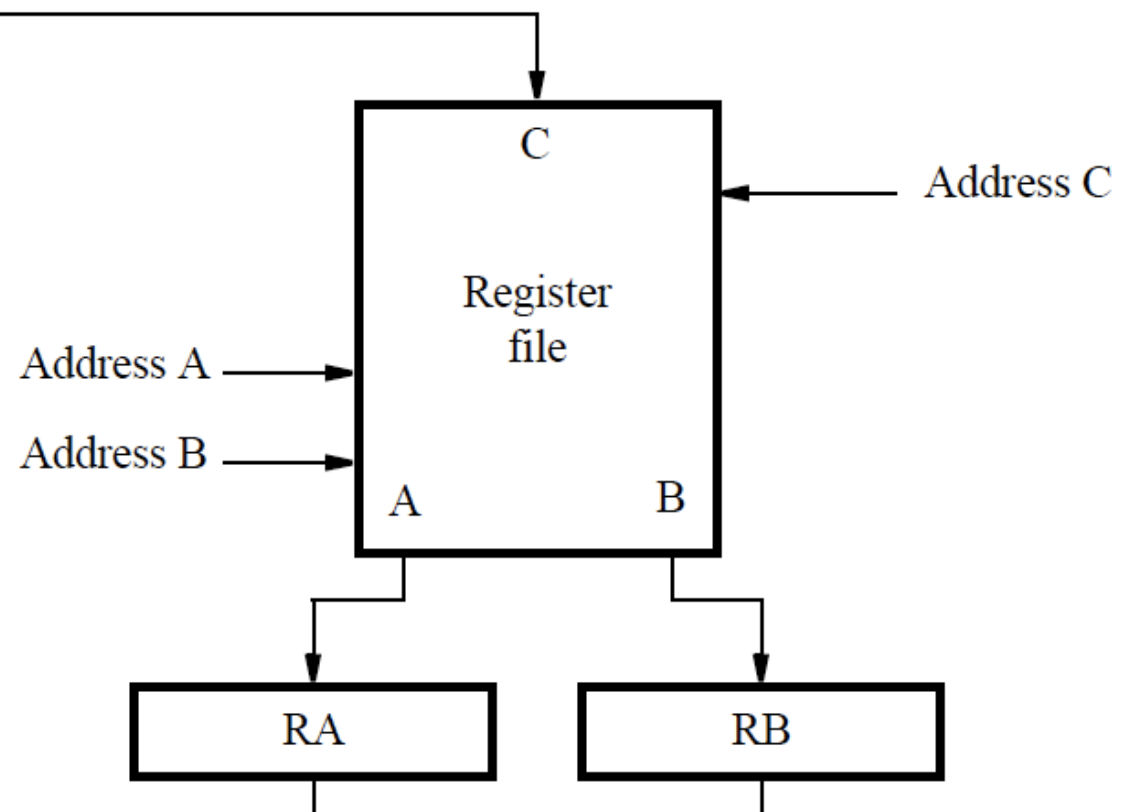 C
Address C
Register
file
Address A
Address B
A
B
RA
RB